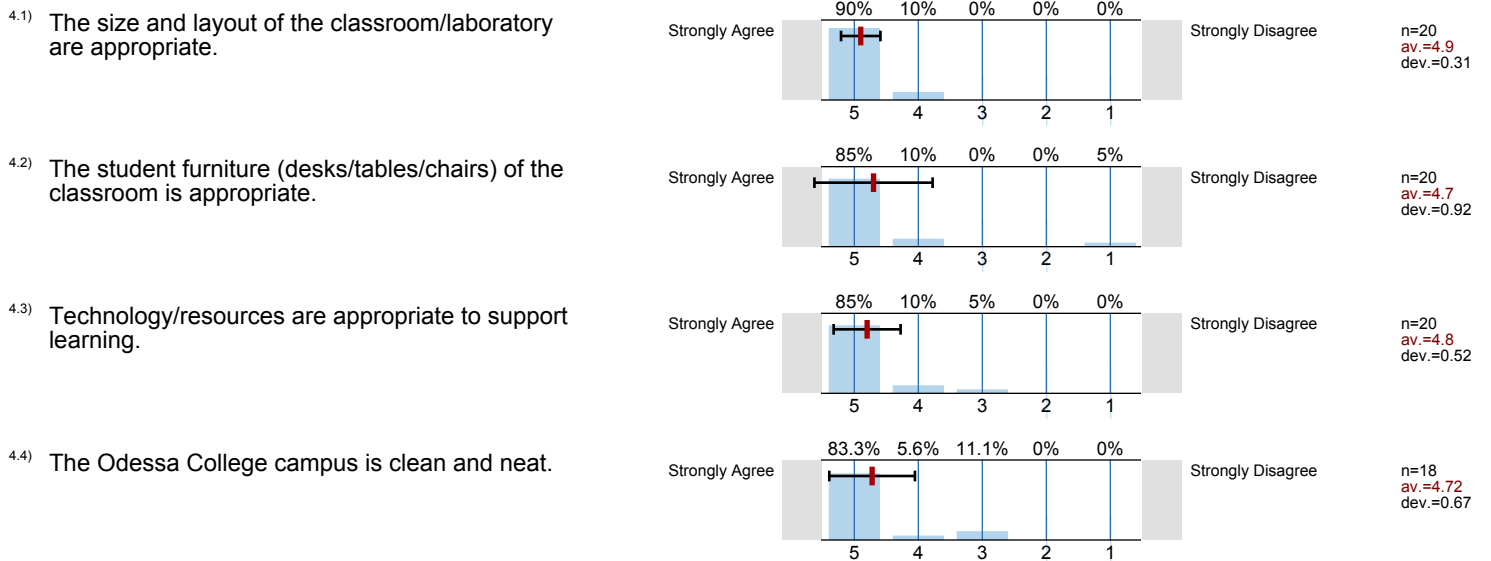 4.1) The size and layout of the classroom/laboratory
are appropriate.
90% 10% 0% 0% 0%
Strongly Agree
Strongly Disagree
n=20
av.=4.9
dev.=0.31
5 4 3 2 1
4.2) The student furniture (desks/tables/chairs) of the
classroom is appropriate.
85% 10% 0% 0% 5%
Strongly Agree
Strongly Disagree
n=20
av.=4.7
dev.=0.92
5 4 3 2 1
4.3) Technology/resources are appropriate to support
learning.
85% 10% 5% 0% 0%
Strongly Agree
Strongly Disagree
n=20
av.=4.8
dev.=0.52
5 4 3 2 1
4.4) The Odessa College campus is clean and neat.
83.3% 5.6% 11.1% 0% 0%
Strongly Agree
Strongly Disagree
n=18
av.=4.72
dev.=0.67
5 4 3 2 1